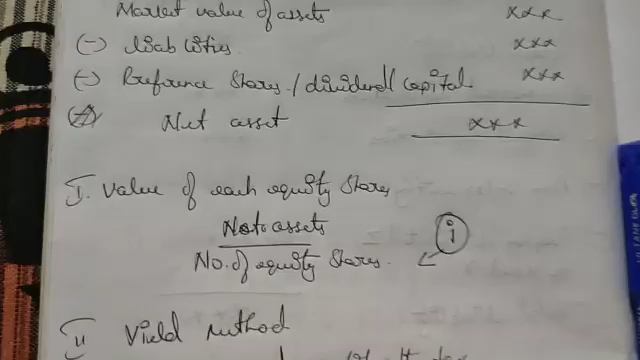 Market value of assets xxx
(-) Liabilities xxx
(-) Preference Shares / dividend / capital xxx
Net asset xxx
I. Value of each equity Shares
Net assets
No. of equity Shares.
i
II Yield method